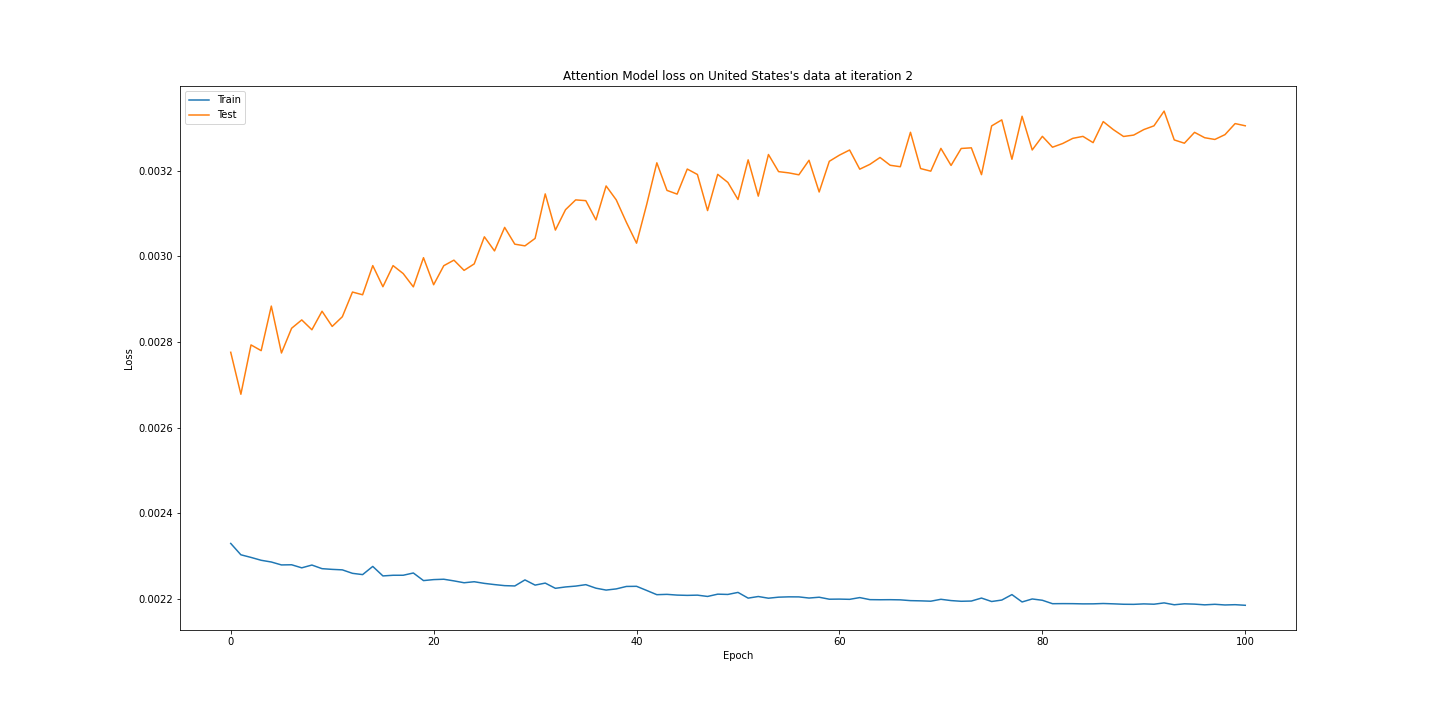 Attention Model loss on United States's data at iteration 2
Train
Test
0.0032
0.0030
0.0028
0.0026
0.0024
0.0022
Loss
0 20 40 60 80 100
Epoch